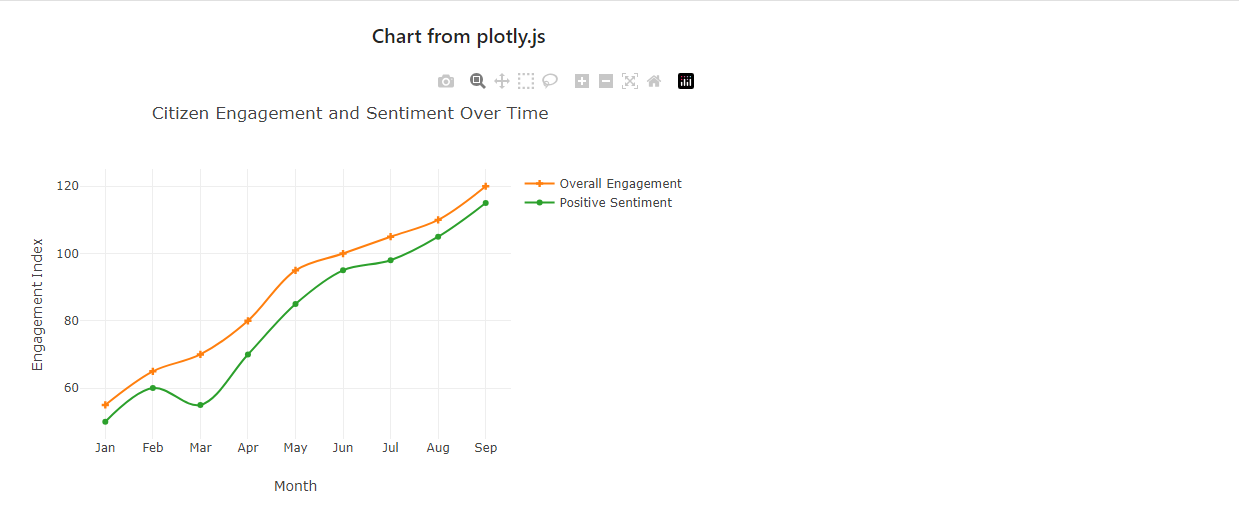 Chart from plotly.js
Citizen Engagement and Sentiment Over Time
120
100
80
60
Engagement Index
Jan Feb Mar Apr May Jun Jul Aug Sep
Month
Overall Engagement
Positive Sentiment